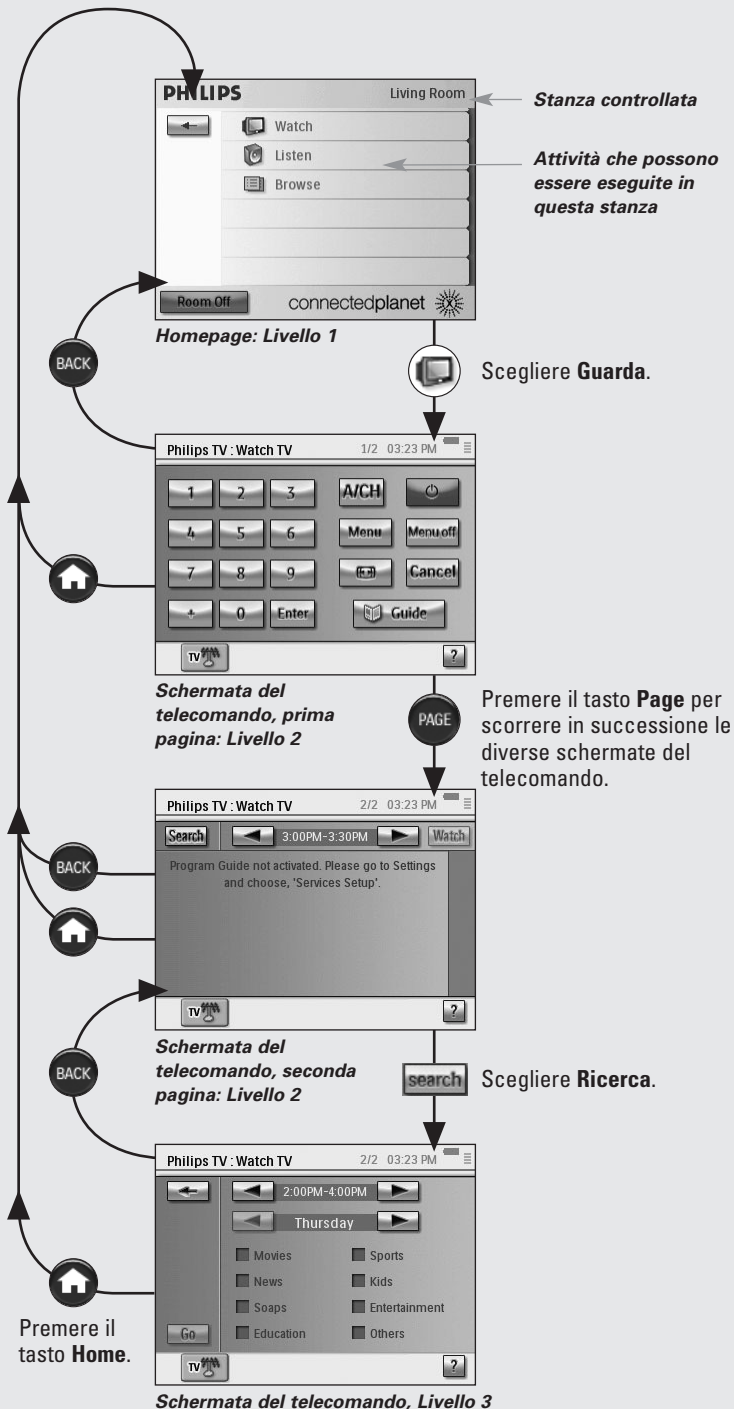 PHILIPS Living Room
Watch
Listen
Browse
Room Off connectedplanet
Stanza controllata
Attività che possono
essere eseguite in
questa stanza
Homepage: Livello 1
BACK
Scegliere Guarda.
Philips TV : Watch TV 1/2 03:23 PM
1 2 3 A/CH
4 5 6 Menu Menu off
7 8 9 Cancel
+ 0 Enter Guide
TV ?
Schermata del
telecomando, prima
pagina: Livello 2
PAGE
Premere il tasto Page per
scorrere in successione le
diverse schermate del
telecomando.
Philips TV : Watch TV 2/2 03:23 PM
Search 3:00PM-3:30PM Watch
BACK
Program Guide not activated. Please go to Settings
and choose, 'Services Setup'.
TV ?
Schermata del
telecomando, seconda
pagina: Livello 2
BACK
search Scegliere Ricerca.
Philips TV : Watch TV 2/2 03:23 PM
2:00PM-4:00PM
Thursday
Movies Sports
News Kids
Soaps Entertainment
Go Education Others
TV ?
Premere il
tasto Home.
Schermata del telecomando, Livello 3